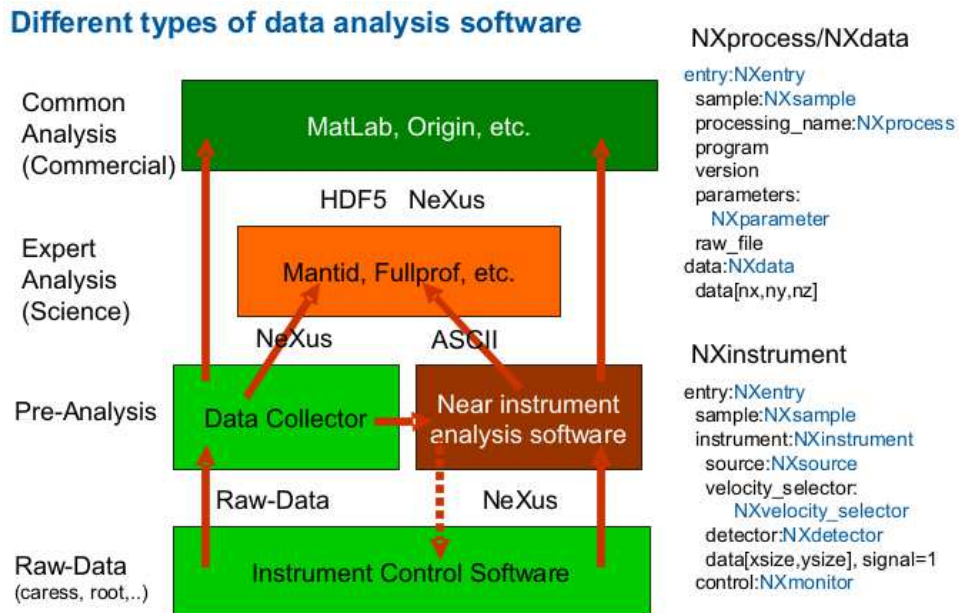 Different types of data analysis software
Common
Analysis
(Commercial)
MatLab, Origin, etc.
HDF5 NeXus
Expert
Analysis
(Science)
Mantid, Fullprof, etc.
NeXus
ASCII
Pre-Analysis
Data Collector
Near instrument
analysis software
Raw-Data
NeXus
Raw-Data
(caress, root,..)
Instrument Control Software
NXprocess/NXdata
entry:NXentry
sample:NXsample
processing_name:NXprocess
program
version
parameters:
NXparameter
raw_file
data:NXdata
data[nx,ny,nz]
NXinstrument
entry:NXentry
sample:NXsample
instrument:NXinstrument
source:NXsource
velocity_selector:
NXvelocity_selector
detector:NXdetector
data[xsize,ysize], signal=1
control:NXmonitor